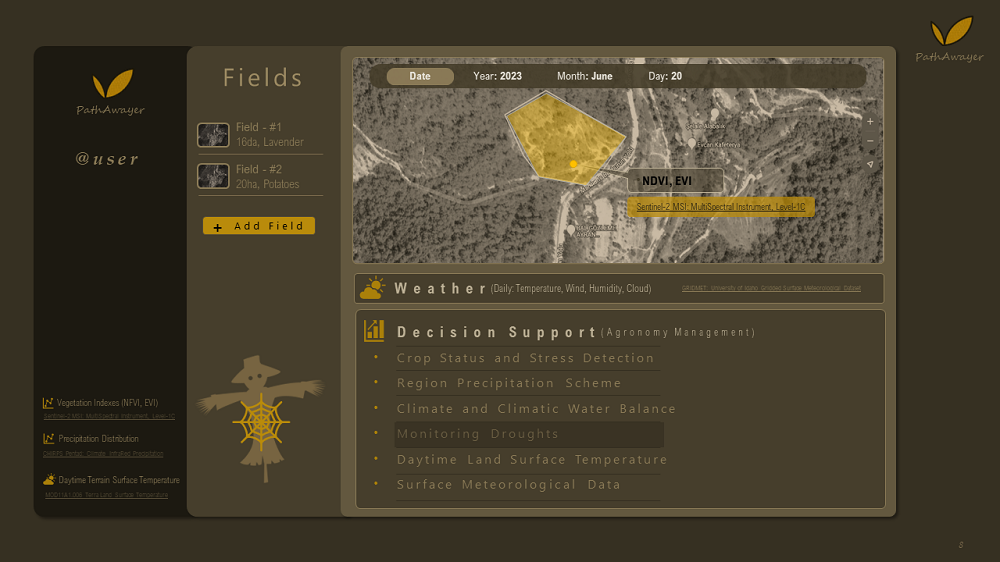 PathAwayer
PathAwayer
@user
Fields
Field - #1
16da, Lavender
Field - #2
20ha, Potatoes
+ Add Field
Vegetation Indexes (NFVI, EVI)
Sentinel-2 MSI: MultiSpectral Instrument, Level-1C
Precipitation Distribution
CHIRPS Pentad: Climate InfraRed Precipitation
Daytime Terrain Surface Temperature
MOD11A1.006 Terra Land Surface Temperature
Date Year: 2023 Month: June Day: 20
Evcan Kafeterya
NDVI, EVI
Sentinel-2 MSI: MultiSpectral Instrument, Level-1C
Weather (Daily: Temperature, Wind, Humidity, Cloud)
GRIDMET: University of Idaho Gridded Surface Meteorological Dataset
Decision Support (Agronomy Management)
• Crop Status and Stress Detection
• Region Precipitation Scheme
• Climate and Climatic Water Balance
• Monitoring Droughts
• Daytime Land Surface Temperature
• Surface Meteorological Data